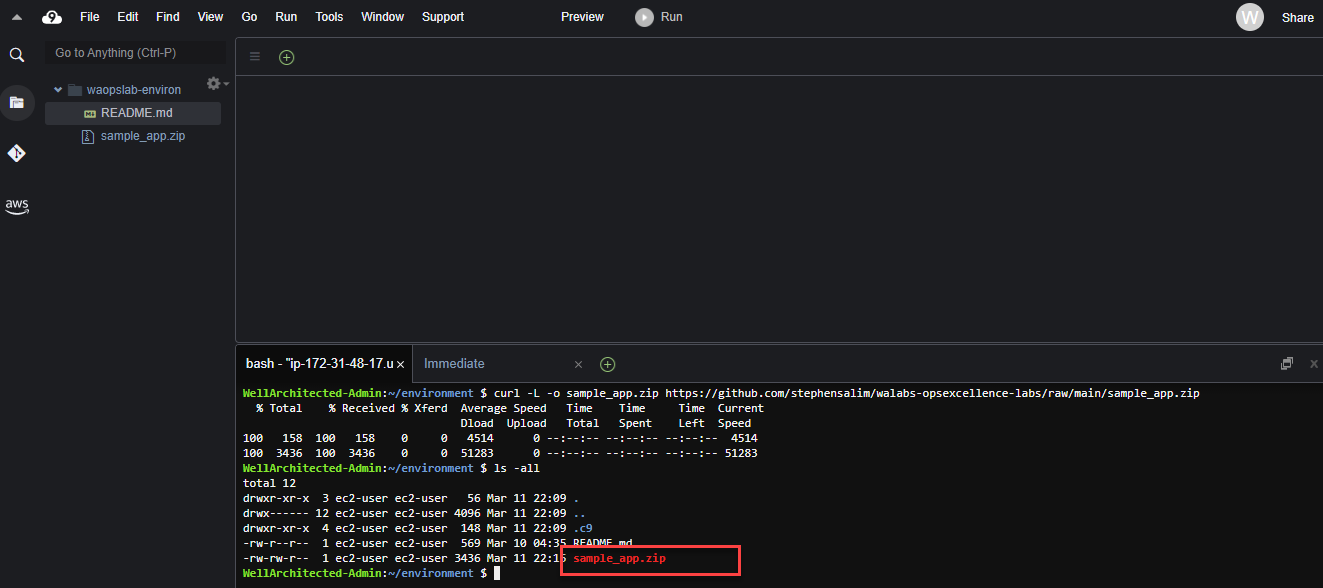 File Edit Find View Go Run Tools Window Support Preview Run W Share
Go to Anything (Ctrl-P)
waopslab-environ
README.md
sample_app.zip
aws
bash - "ip-172-31-48-17.u × Immediate ×
WellArchitected-Admin:~/environment $ curl -L -o sample_app.zip https://github.com/stephensalim/walabs-opsexcellence-labs/raw/main/sample_app.zip
  % Total    % Received % Xferd  Average Speed   Time    Time     Time  Current
                                 Dload  Upload   Total   Spent    Left  Speed
100   158  100   158    0     0   4514      0 --:--:-- --:--:-- --:--:--  4514
100  3436  100  3436    0     0  51283      0 --:--:-- --:--:-- --:--:-- 51283
WellArchitected-Admin:~/environment $ ls -all
total 12
drwxr-xr-x  3 ec2-user ec2-user   56 Mar 11 22:09 .
drwx------ 12 ec2-user ec2-user 4096 Mar 11 22:09 ..
drwxr-xr-x  4 ec2-user ec2-user  148 Mar 11 22:09 .c9
-rw-r--r--  1 ec2-user ec2-user  569 Mar 10 04:35 README.md
-rw-rw-r--  1 ec2-user ec2-user 3436 Mar 11 22:15 sample_app.zip
WellArchitected-Admin:~/environment $